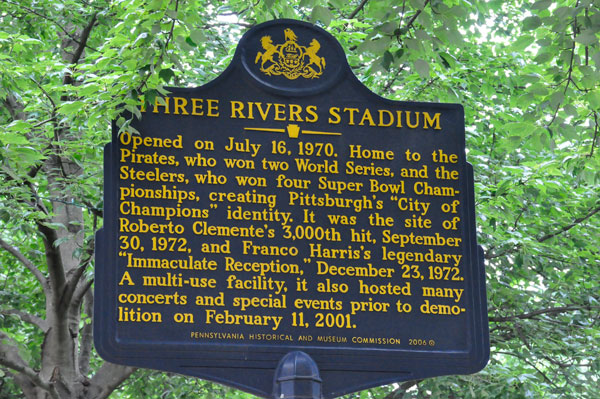 THREE RIVERS STADIUM
Opened on July 16, 1970. Home to the
Pirates, who won two World Series, and the
Steelers, who won four Super Bowl Cham-
pionships, creating Pittsburgh's "City of
Champions" identity. It was the site of
Roberto Clemente's 3,000th hit, September
30, 1972, and Franco Harris's legendary
"Immaculate Reception," December 23, 1972.
A multi-use facility, it also hosted many
concerts and special events prior to demo-
lition on February 11, 2001.
PENNSYLVANIA HISTORICAL AND MUSEUM COMMISSION 2006 ©